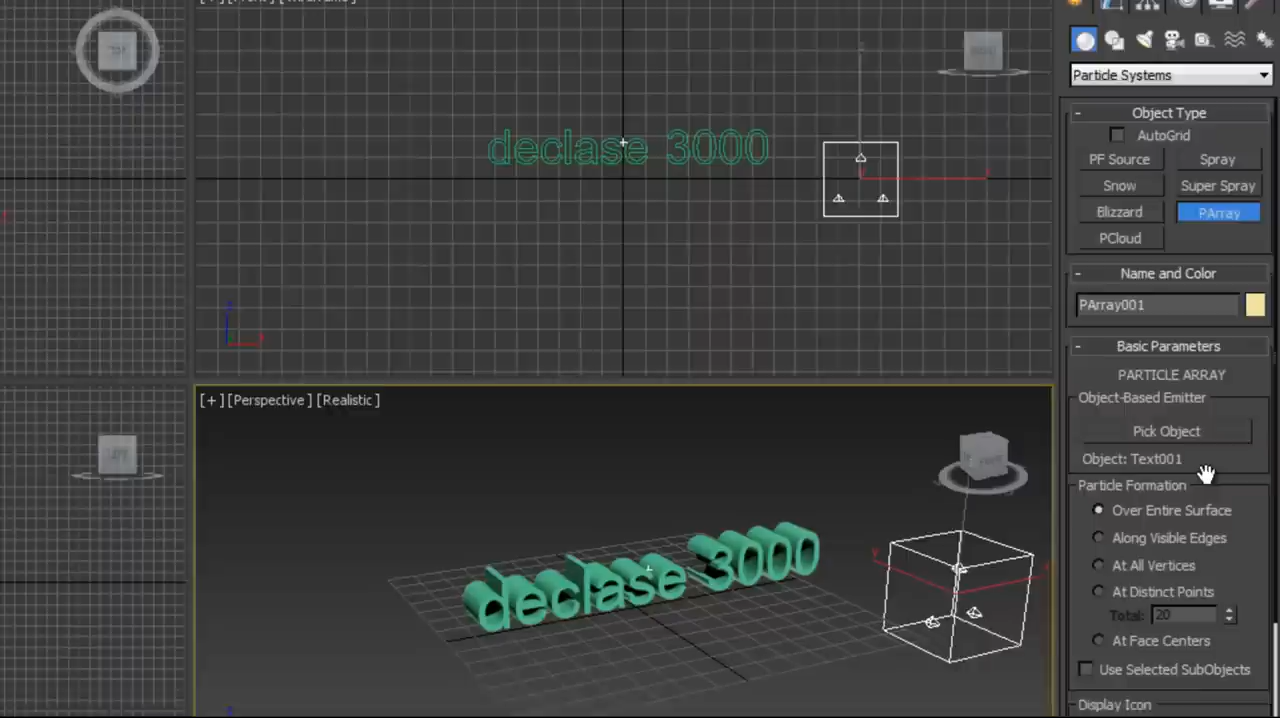 declase 3000
[+][Perspective][Realistic]
declase 3000
Particle Systems
- Object Type
AutoGrid
PF Source Spray
Snow Super Spray
Blizzard PArray
PCloud
- Name and Color
PArray001
- Basic Parameters
PARTICLE ARRAY
Object-Based Emitter
Pick Object
Object: Text001
Particle Formation
Over Entire Surface
Along Visible Edges
At All Vertices
At Distinct Points
Total: 20
At Face Centers
Use Selected SubObjects
Display Icon